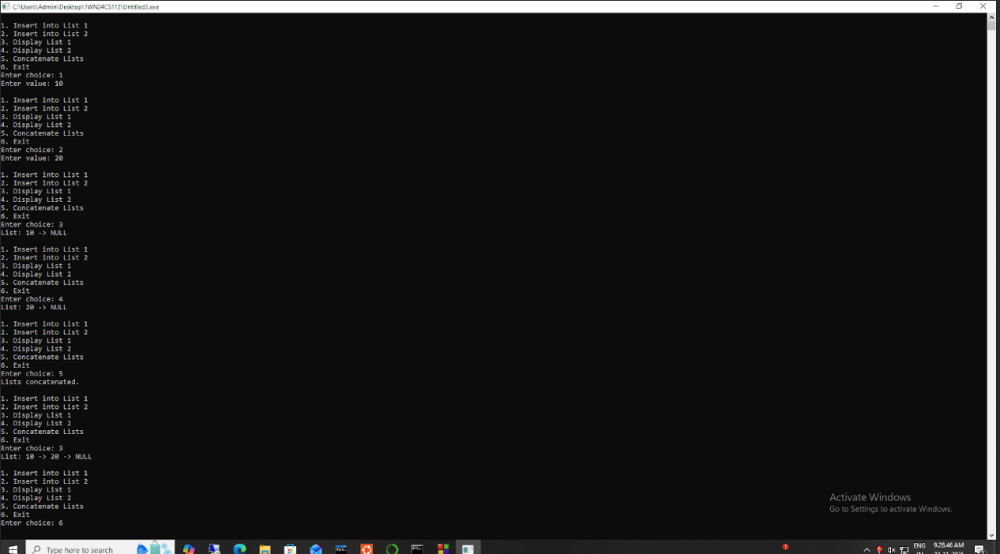 C:\Users\Admin\Desktop\1WN24CS112\Untitled3.exe
1. Insert into List 1
2. Insert into List 2
3. Display List 1
4. Display List 2
5. Concatenate Lists
6. Exit
Enter choice: 1
Enter value: 10
1. Insert into List 1
2. Insert into List 2
3. Display List 1
4. Display List 2
5. Concatenate Lists
6. Exit
Enter choice: 2
Enter value: 20
1. Insert into List 1
2. Insert into List 2
3. Display List 1
4. Display List 2
5. Concatenate Lists
6. Exit
Enter choice: 3
List: 10 -> NULL
1. Insert into List 1
2. Insert into List 2
3. Display List 1
4. Display List 2
5. Concatenate Lists
6. Exit
Enter choice: 4
List: 20 -> NULL
1. Insert into List 1
2. Insert into List 2
3. Display List 1
4. Display List 2
5. Concatenate Lists
6. Exit
Enter choice: 5
Lists concatenated.
1. Insert into List 1
2. Insert into List 2
3. Display List 1
4. Display List 2
5. Concatenate Lists
6. Exit
Enter choice: 3
List: 10 -> 20 -> NULL
1. Insert into List 1
2. Insert into List 2
3. Display List 1
4. Display List 2
5. Concatenate Lists
6. Exit
Enter choice: 6
Activate Windows
Go to Settings to activate Windows.
Type here to search
ENG
9:28:46 AM